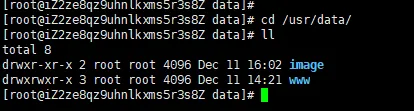 [root@iZ2ze8qz9uhnlkxms5r3s8Z data]#
[root@iZ2ze8qz9uhnlkxms5r3s8Z data]# cd /usr/data/
[root@iZ2ze8qz9uhnlkxms5r3s8Z data]# ll
total 8
drwxr-xr-x 2 root root 4096 Dec 11 16:02 image
drwxrwxr-x 3 root root 4096 Dec 11 14:21 www
[root@iZ2ze8qz9uhnlkxms5r3s8Z data]#